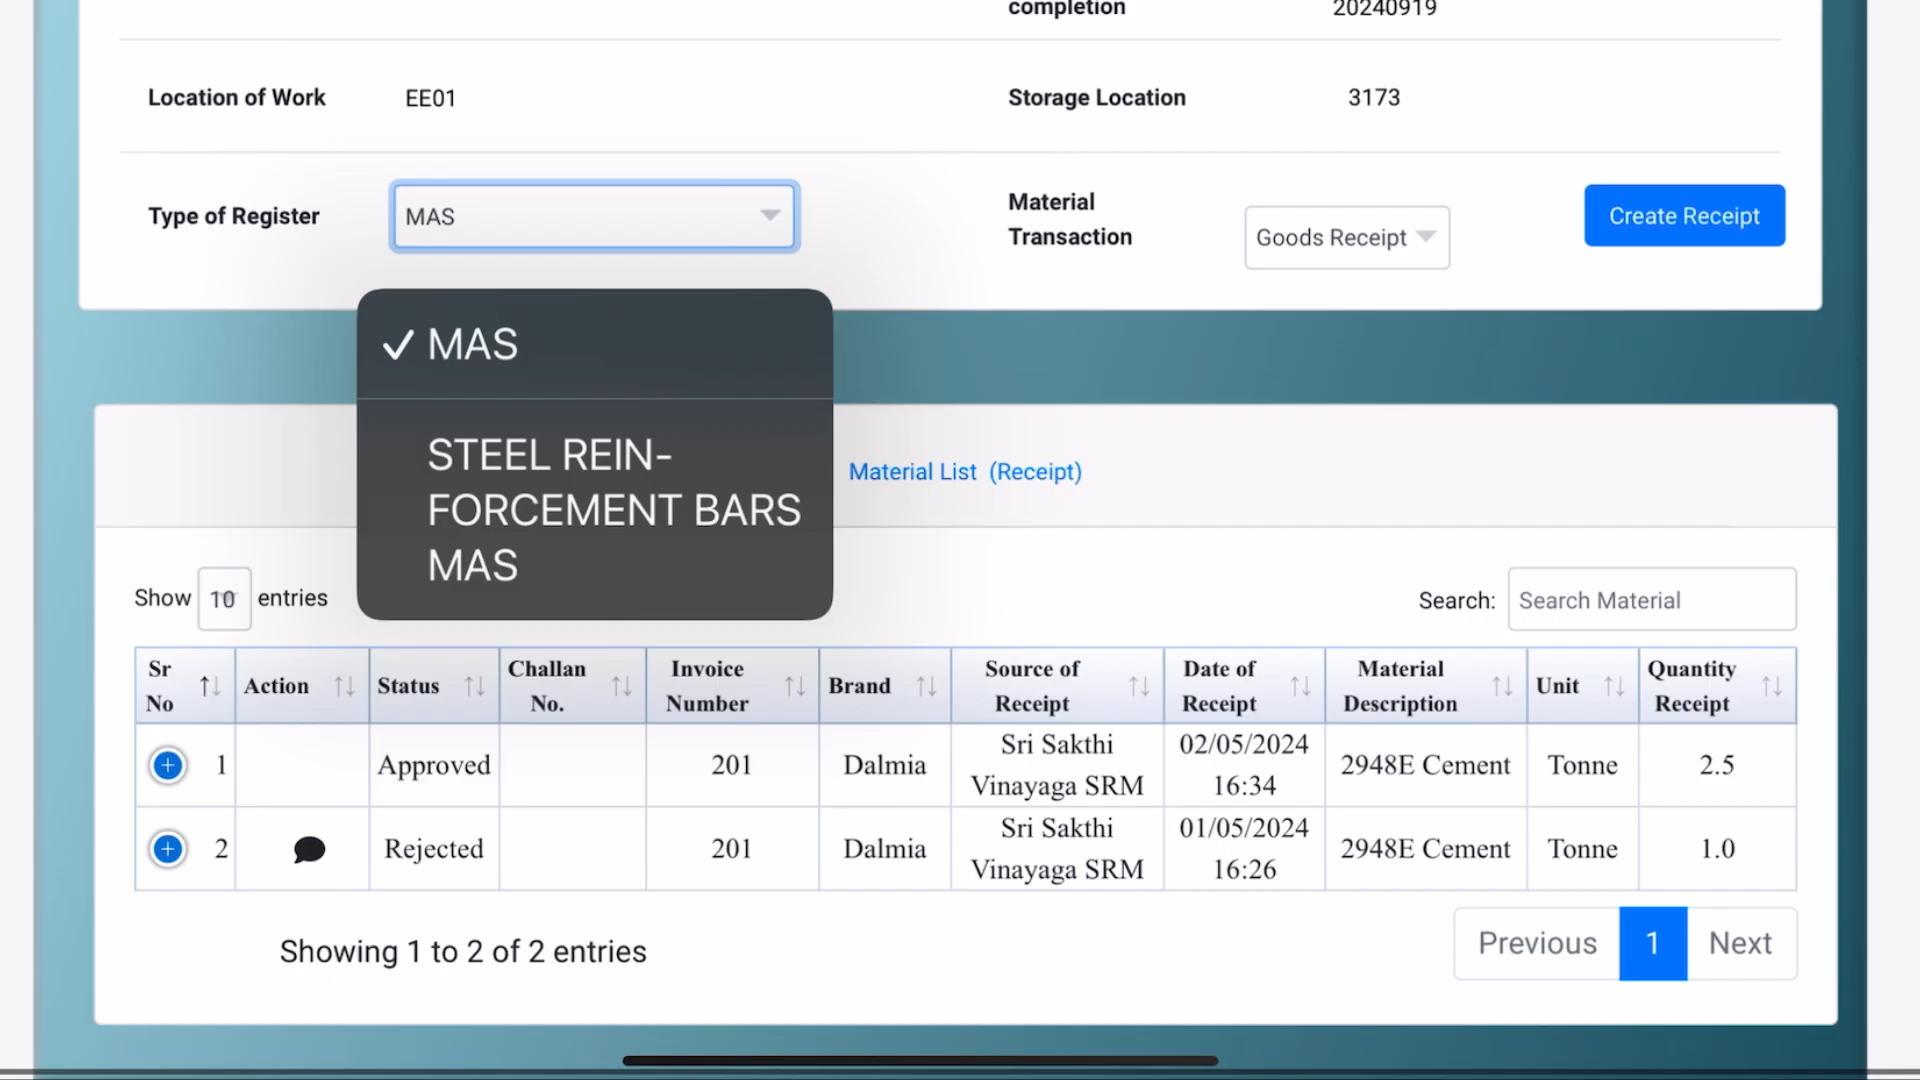 completion 20240919
Location of Work EE01 Storage Location 3173
Type of Register MAS Material Transaction Goods Receipt Create Receipt
MAS
STEEL REIN-
FORCEMENT BARS
MAS
Material List (Receipt)
Show 10 entries Search: Search Material
Sr No Action Status Challan No. Invoice Number Brand Source of Receipt Date of Receipt Material Description Unit Quantity Receipt
1 Approved 201 Dalmia Sri Sakthi Vinayaga SRM 02/05/2024 16:34 2948E Cement Tonne 2.5
2 Rejected 201 Dalmia Sri Sakthi Vinayaga SRM 01/05/2024 16:26 2948E Cement Tonne 1.0
Showing 1 to 2 of 2 entries Previous 1 Next